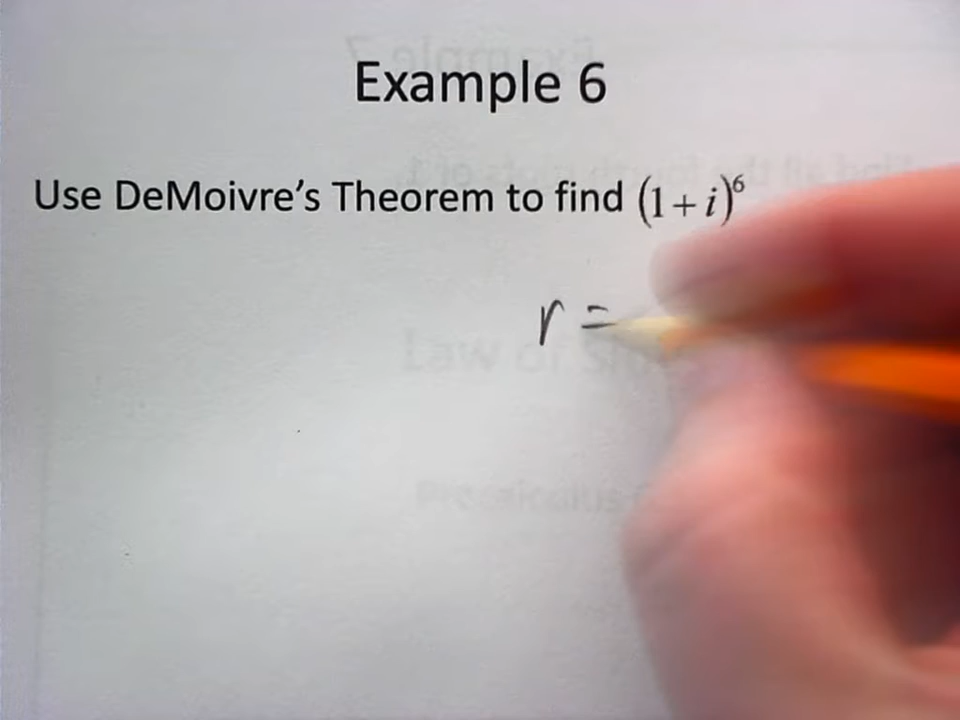 Example 6
Use DeMoivre's Theorem to find (1 + i)⁶
r =